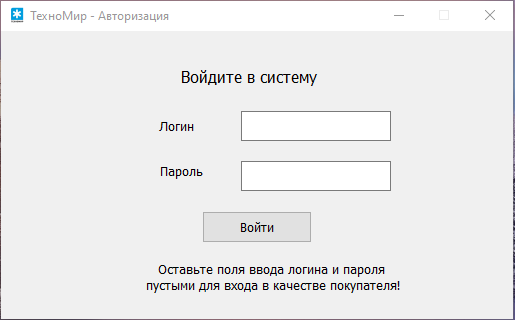 ТехноМир - Авторизация
Войдите в систему
Логин
Пароль
Войти
Оставьте поля ввода логина и пароля
пустыми для входа в качестве покупателя!